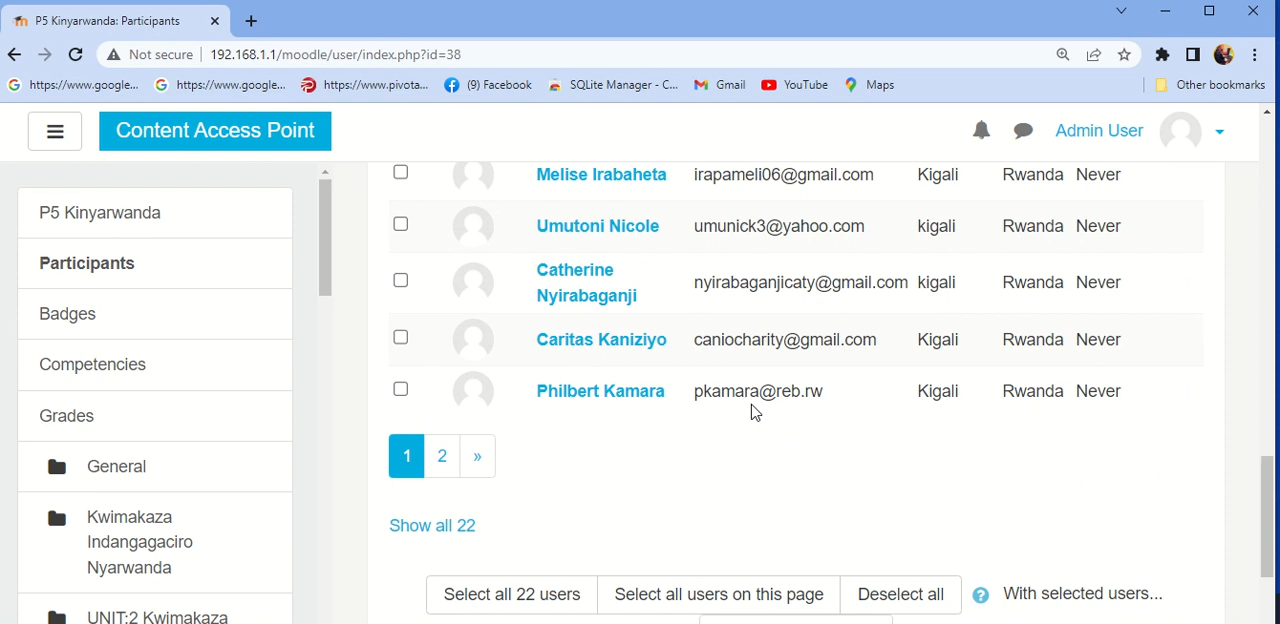 P5 Kinyarwanda: Participants
Not secure 192.168.1.1/moodle/user/index.php?id=38
https://www.google... https://www.google... https://www.pivota... (9) Facebook SQLite Manager - C... Gmail YouTube Maps Other bookmarks
Content Access Point Admin User
P5 Kinyarwanda
Participants
Badges
Competencies
Grades
General
Kwimakaza
Indangagaciro
Nyarwanda
UNIT:2 Kwimakaza
Melise Irabaheta irapameli06@gmail.com Kigali Rwanda Never
Umutoni Nicole umunick3@yahoo.com kigali Rwanda Never
Catherine
Nyirabaganji nyirabaganjicaty@gmail.com kigali Rwanda Never
Caritas Kaniziyo caniocharity@gmail.com Kigali Rwanda Never
Philbert Kamara pkamara@reb.rw Kigali Rwanda Never
1 2 »
Show all 22
Select all 22 users Select all users on this page Deselect all ? With selected users...